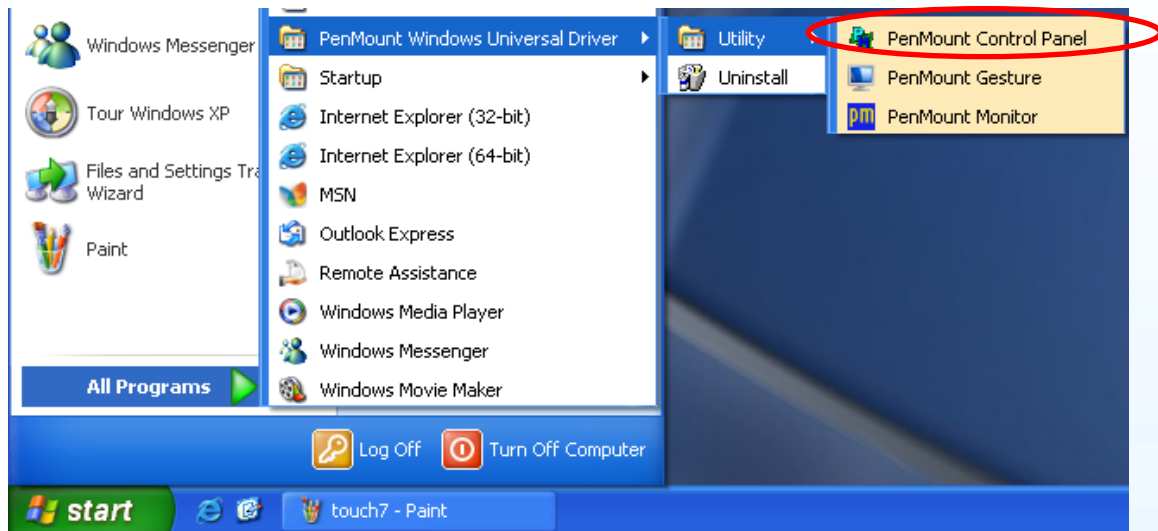 Windows Messenger
Tour Windows XP
Files and Settings Tra
Wizard
Paint
All Programs
PenMount Windows Universal Driver
Startup
Internet Explorer (32-bit)
Internet Explorer (64-bit)
MSN
Outlook Express
Remote Assistance
Windows Media Player
Windows Messenger
Windows Movie Maker
Utility
Uninstall
PenMount Control Panel
PenMount Gesture
pm PenMount Monitor
Log Off Turn Off Computer
start touch7 - Paint